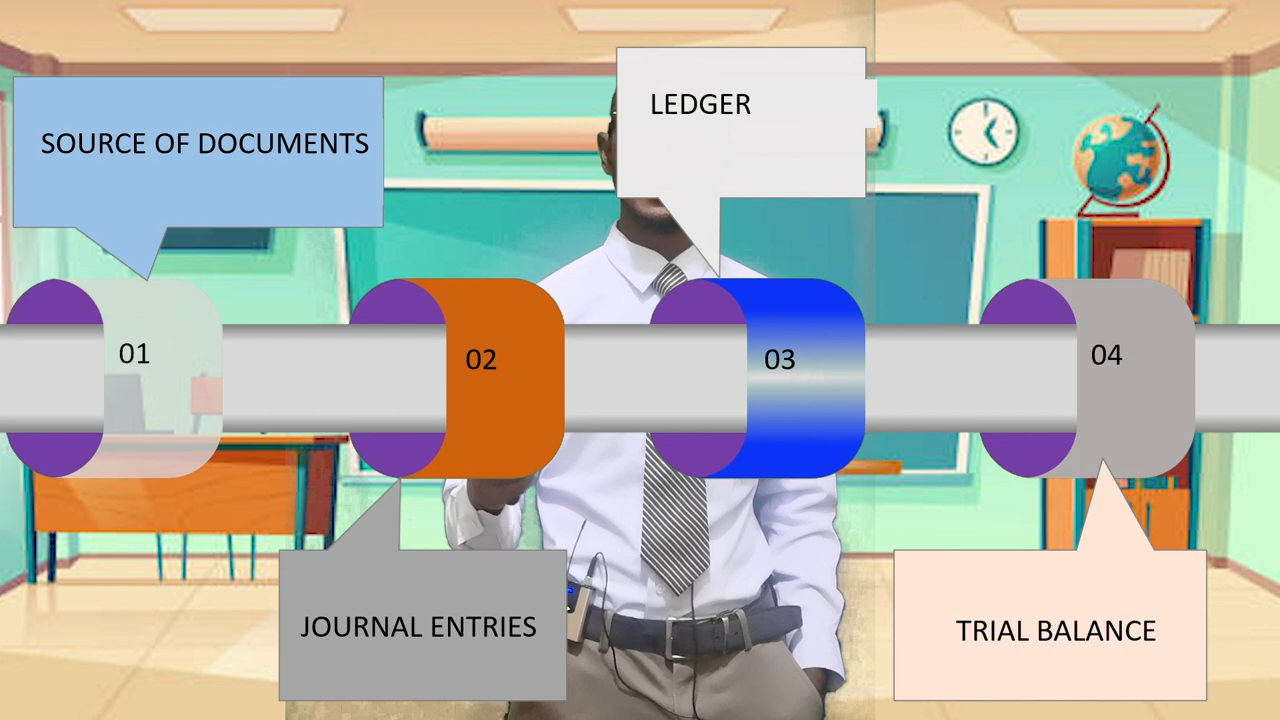 SOURCE OF DOCUMENTS
LEDGER
01
02
03
04
JOURNAL ENTRIES
TRIAL BALANCE